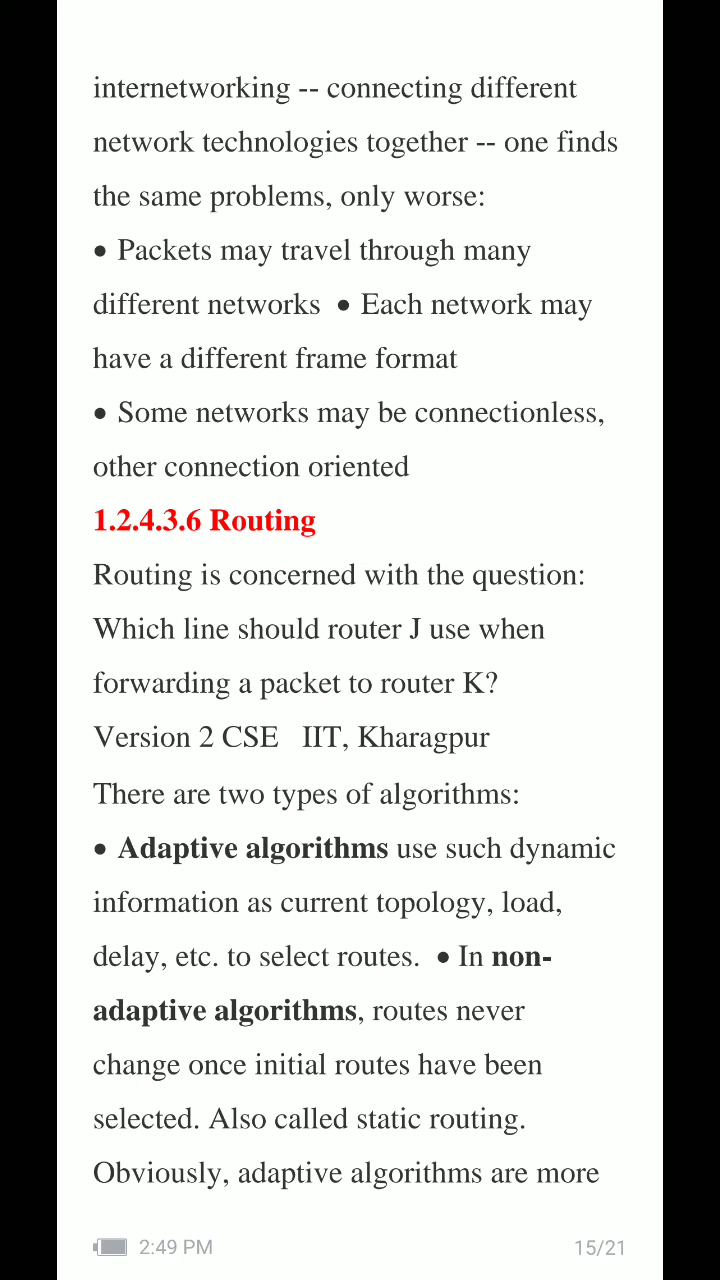 internetworking -- connecting different
network technologies together -- one finds
the same problems, only worse:
• Packets may travel through many
different networks • Each network may
have a different frame format
• Some networks may be connectionless,
other connection oriented
1.2.4.3.6 Routing
Routing is concerned with the question:
Which line should router J use when
forwarding a packet to router K?
Version 2 CSE IIT, Kharagpur
There are two types of algorithms:
• Adaptive algorithms use such dynamic
information as current topology, load,
delay, etc. to select routes. • In non-
adaptive algorithms, routes never
change once initial routes have been
selected. Also called static routing.
Obviously, adaptive algorithms are more
2:49 PM 15/21